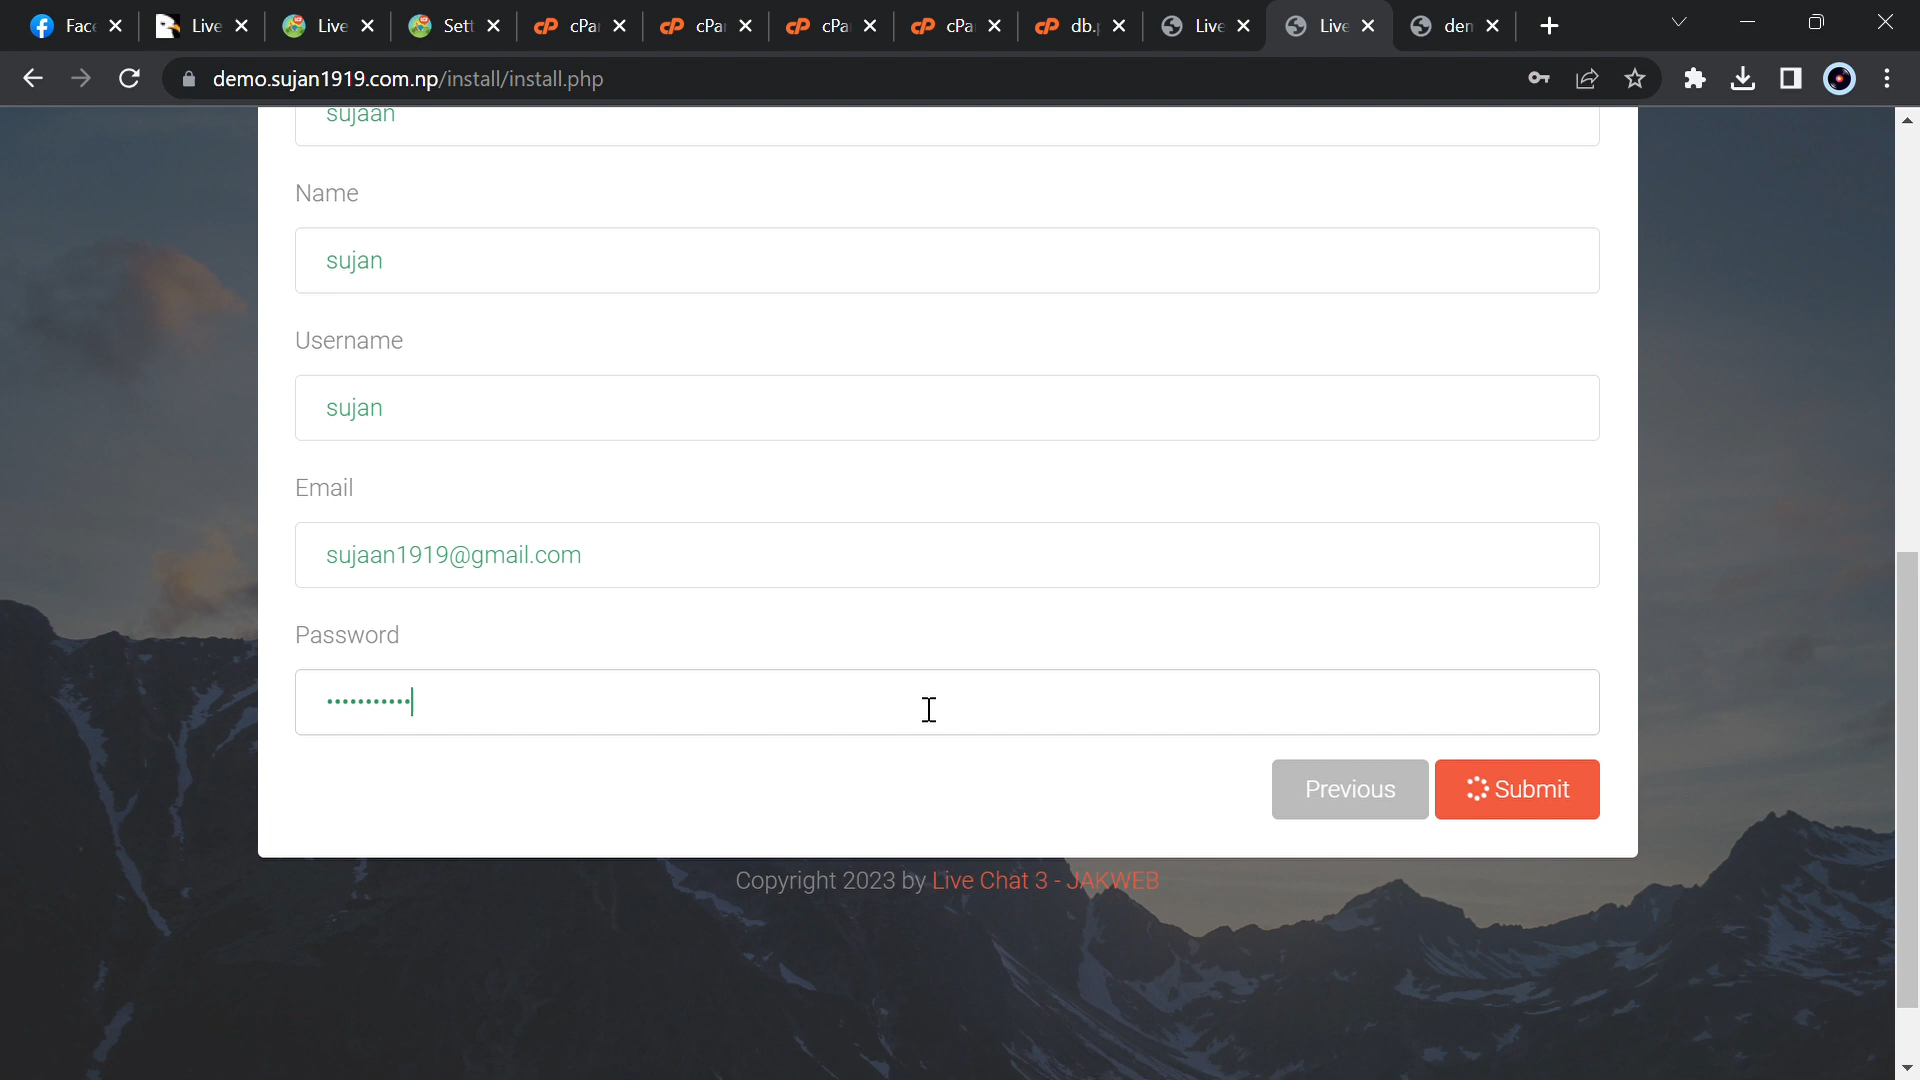 Fac
Live
Live
Sett
cPa
cPa
cPa
cPa
db.
Live
Live
den
demo.sujan1919.com.np/install/install.php
sujaan
Name
sujan
Username
sujan
Email
sujaan1919@gmail.com
Password
•••••••••••
Previous
Submit
Copyright 2023 by Live Chat 3 - JAKWEB